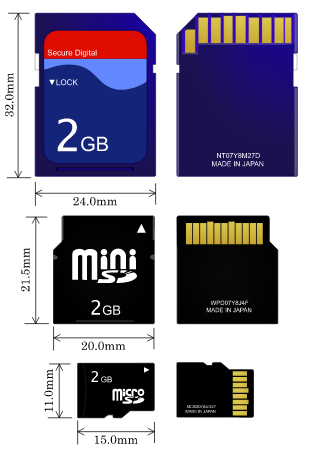 Secure Digital
▼LOCK
2GB
32.0mm
24.0mm
NT07Y8M27D
MADE IN JAPAN
mini
SD
2GB
21.5mm
20.0mm
WPD07Y8J4F
MADE IN JAPAN
2GB
micro
SD
11.0mm
15.0mm
MADE IN JAPAN